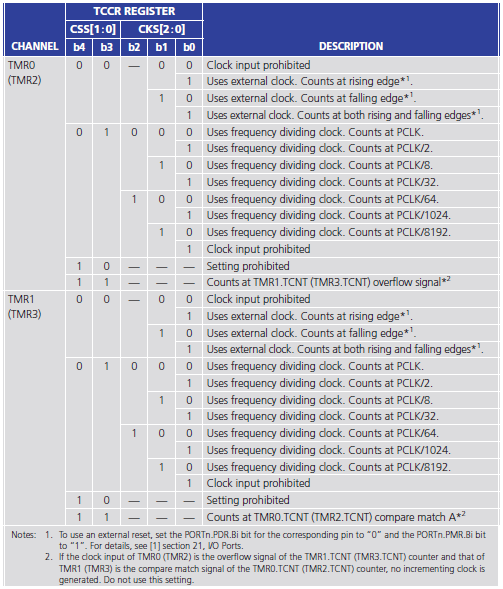 TCCR REGISTER
CSS[1:0] CKS[2:0]
CHANNEL b4 b3 b2 b1 b0 DESCRIPTION
TMR0 0 0 — 0 0 Clock input prohibited
(TMR2) 1 Uses external clock. Counts at rising edge*1.
1 0 Uses external clock. Counts at falling edge*1.
1 Uses external clock. Counts at both rising and falling edges*1.
0 1 0 0 0 Uses frequency dividing clock. Counts at PCLK.
1 Uses frequency dividing clock. Counts at PCLK/2.
1 0 Uses frequency dividing clock. Counts at PCLK/8.
1 Uses frequency dividing clock. Counts at PCLK/32.
1 0 0 Uses frequency dividing clock. Counts at PCLK/64.
1 Uses frequency dividing clock. Counts at PCLK/1024.
1 0 Uses frequency dividing clock. Counts at PCLK/8192.
1 Clock input prohibited
1 0 — — — Setting prohibited
1 1 — — — Counts at TMR1.TCNT (TMR3.TCNT) overflow signal*2
TMR1 0 0 — 0 0 Clock input prohibited
(TMR3) 1 Uses external clock. Counts at rising edge*1.
1 0 Uses external clock. Counts at falling edge*1.
1 Uses external clock. Counts at both rising and falling edges*1.
0 1 0 0 0 Uses frequency dividing clock. Counts at PCLK.
1 Uses frequency dividing clock. Counts at PCLK/2.
1 0 Uses frequency dividing clock. Counts at PCLK/8.
1 Uses frequency dividing clock. Counts at PCLK/32.
1 0 0 Uses frequency dividing clock. Counts at PCLK/64.
1 Uses frequency dividing clock. Counts at PCLK/1024.
1 0 Uses frequency dividing clock. Counts at PCLK/8192.
1 Clock input prohibited
1 0 — — — Setting prohibited
1 1 — — — Counts at TMR0.TCNT (TMR2.TCNT) compare match A*2
Notes: 1. To use an external reset, set the PORTn.PDR.Bi bit for the corresponding pin to “0” and the PORTn.PMR.Bi bit
to “1”. For details, see [1] section 21, I/O Ports.
2. If the clock input of TMR0 (TMR2) is the overflow signal of the TMR1.TCNT (TMR3.TCNT) counter and that of
TMR1 (TMR3) is the compare match signal of the TMR0.TCNT (TMR2.TCNT) counter, no incrementing clock is
generated. Do not use this setting.